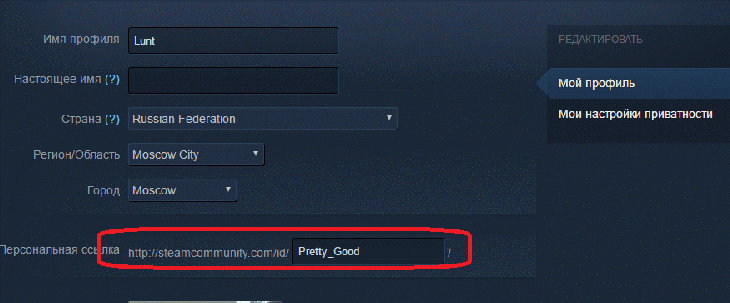 Имя профиля Lunt
РЕДАКТИРОВАТЬ
Настоящее имя (?)
Мой профиль
Страна (?) Russian Federation
Мои настройки приватности
Регион/Область Moscow City
Город Moscow
Персональная ссылка http://steamcommunity.com/id/ Pretty_Good /